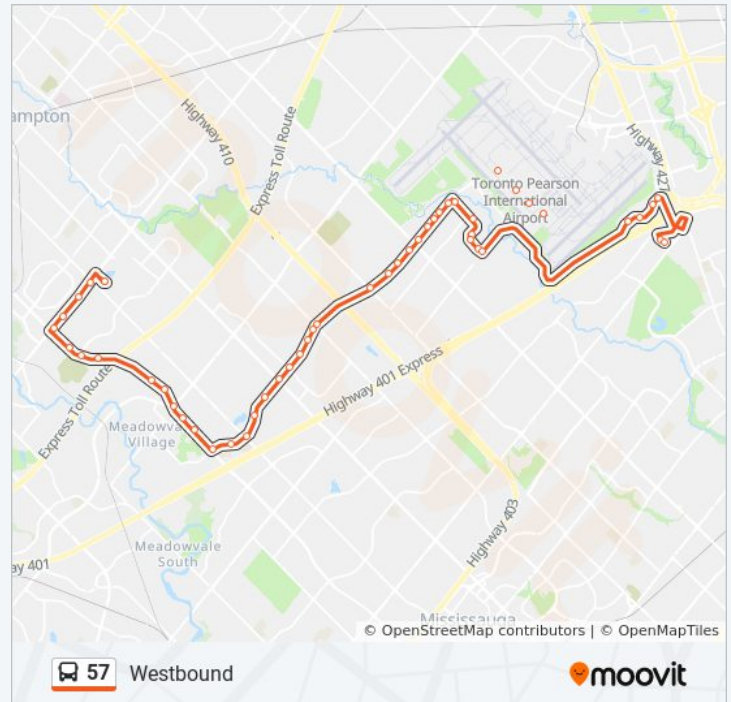 ampton
Highway 410
Express Toll Route
Highway 427
Toronto Pearson
International
Airport
Express Toll Route
Highway 401 Express
Meadowvale
Village
Meadowvale
South
ay 401
Highway 403
Mississauga
© OpenStreetMap contributors | © OpenMapTiles
57 Westbound
moovit